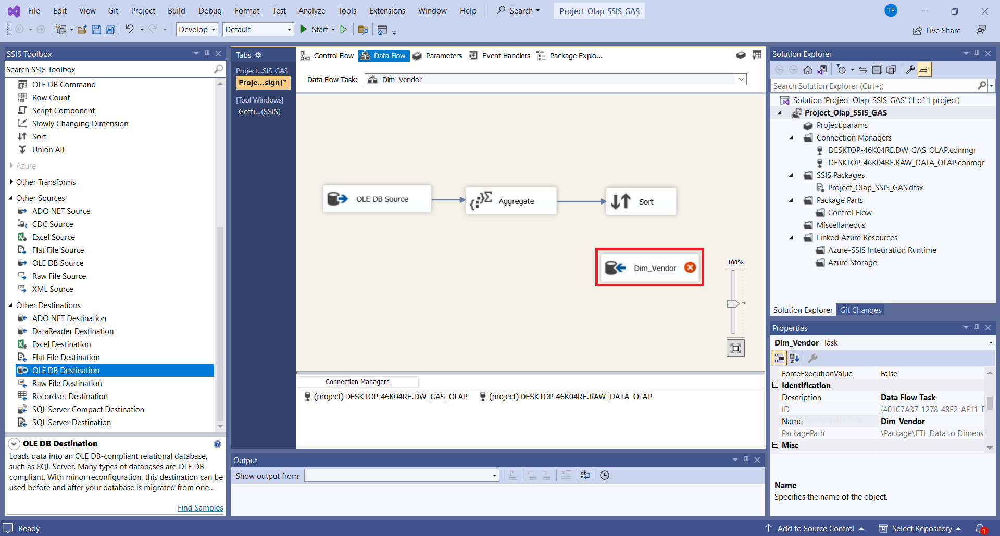 File Edit View Git Project Build Debug Format Test Analyze Tools Extensions Window Help Search Project_Olap_SSIS_GAS TP
Develop Default Start Live Share
SSIS Toolbox
Search SSIS Toolbox
OLE DB Command
Row Count
Script Component
Slowly Changing Dimension
Sort
Union All
Azure
Other Transforms
Other Sources
ADO NET Source
CDC Source
Excel Source
Flat File Source
OLE DB Source
Raw File Source
XML Source
Other Destinations
ADO NET Destination
DataReader Destination
Excel Destination
Flat File Destination
OLE DB Destination
Raw File Destination
Recordset Destination
SQL Server Compact Destination
SQL Server Destination
OLE DB Destination
Loads data into an OLE DB-compliant relational database,
such as SQL Server. Many types of databases are OLE DB-
compliant. With minor reconfiguration, this destination can be
used before and after your database is migrated from one...
Find Samples
Tabs
Project...SIS_GAS
Proje...sign]*
[Tool Windows]
Getti...(SSIS)
Control Flow Data Flow Parameters Event Handlers Package Explo...
Data Flow Task: Dim_Vendor
OLE DB Source
Aggregate
Sort
Dim_Vendor
100%
Connection Managers
(project) DESKTOP-46K04RE.DW_GAS_OLAP (project) DESKTOP-46K04RE.RAW_DATA_OLAP
Output
Show output from:
Solution Explorer
Search Solution Explorer (Ctrl+;)
Solution 'Project_Olap_SSIS_GAS' (1 of 1 project)
Project_Olap_SSIS_GAS
Project.params
Connection Managers
DESKTOP-46K04RE.DW_GAS_OLAP.conmgr
DESKTOP-46K04RE.RAW_DATA_OLAP.conmgr
SSIS Packages
Project_Olap_SSIS_GAS.dtsx
Package Parts
Control Flow
Miscellaneous
Linked Azure Resources
Azure-SSIS Integration Runtime
Azure Storage
Solution Explorer Git Changes
Properties
Dim_Vendor Task
ForceExecutionValue False
Identification
Description Data Flow Task
ID {401C7A37-1278-48E2-AF11-D
Name Dim_Vendor
PackagePath \Package\ETL Data to Dimensi
Misc
Name
Specifies the name of the object.
Ready Add to Source Control Select Repository 1